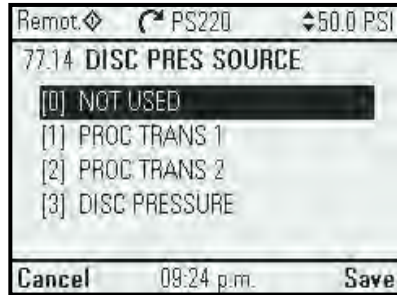 Remot. PS220 50.0 PSI
77.14 DISC PRES SOURCE
[0] NOT USED
[1] PROC TRANS 1
[2] PROC TRANS 2
[3] DISC PRESSURE
Cancel 09:24 p.m. Save